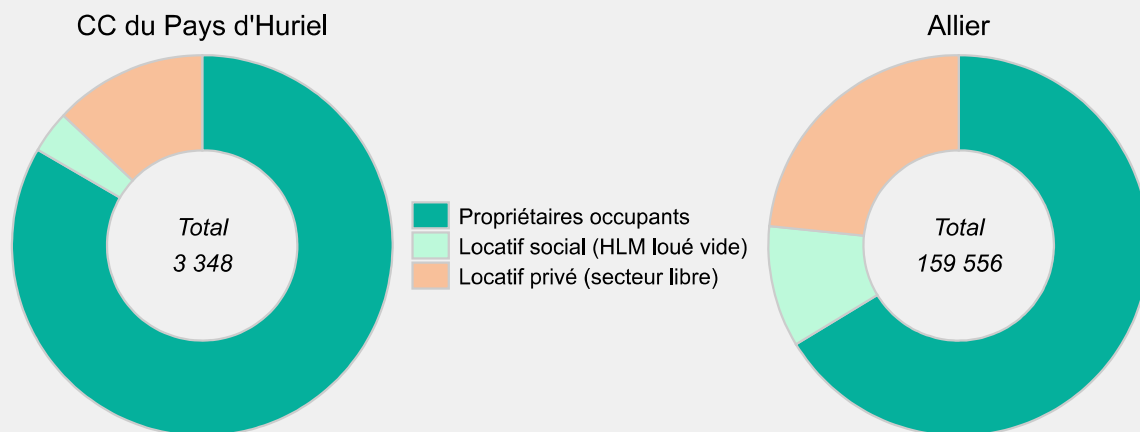 CC du Pays d'Huriel
Allier
Total
3 348
Propriétaires occupants
Locatif social (HLM loué vide)
Locatif privé (secteur libre)
Total
159 556